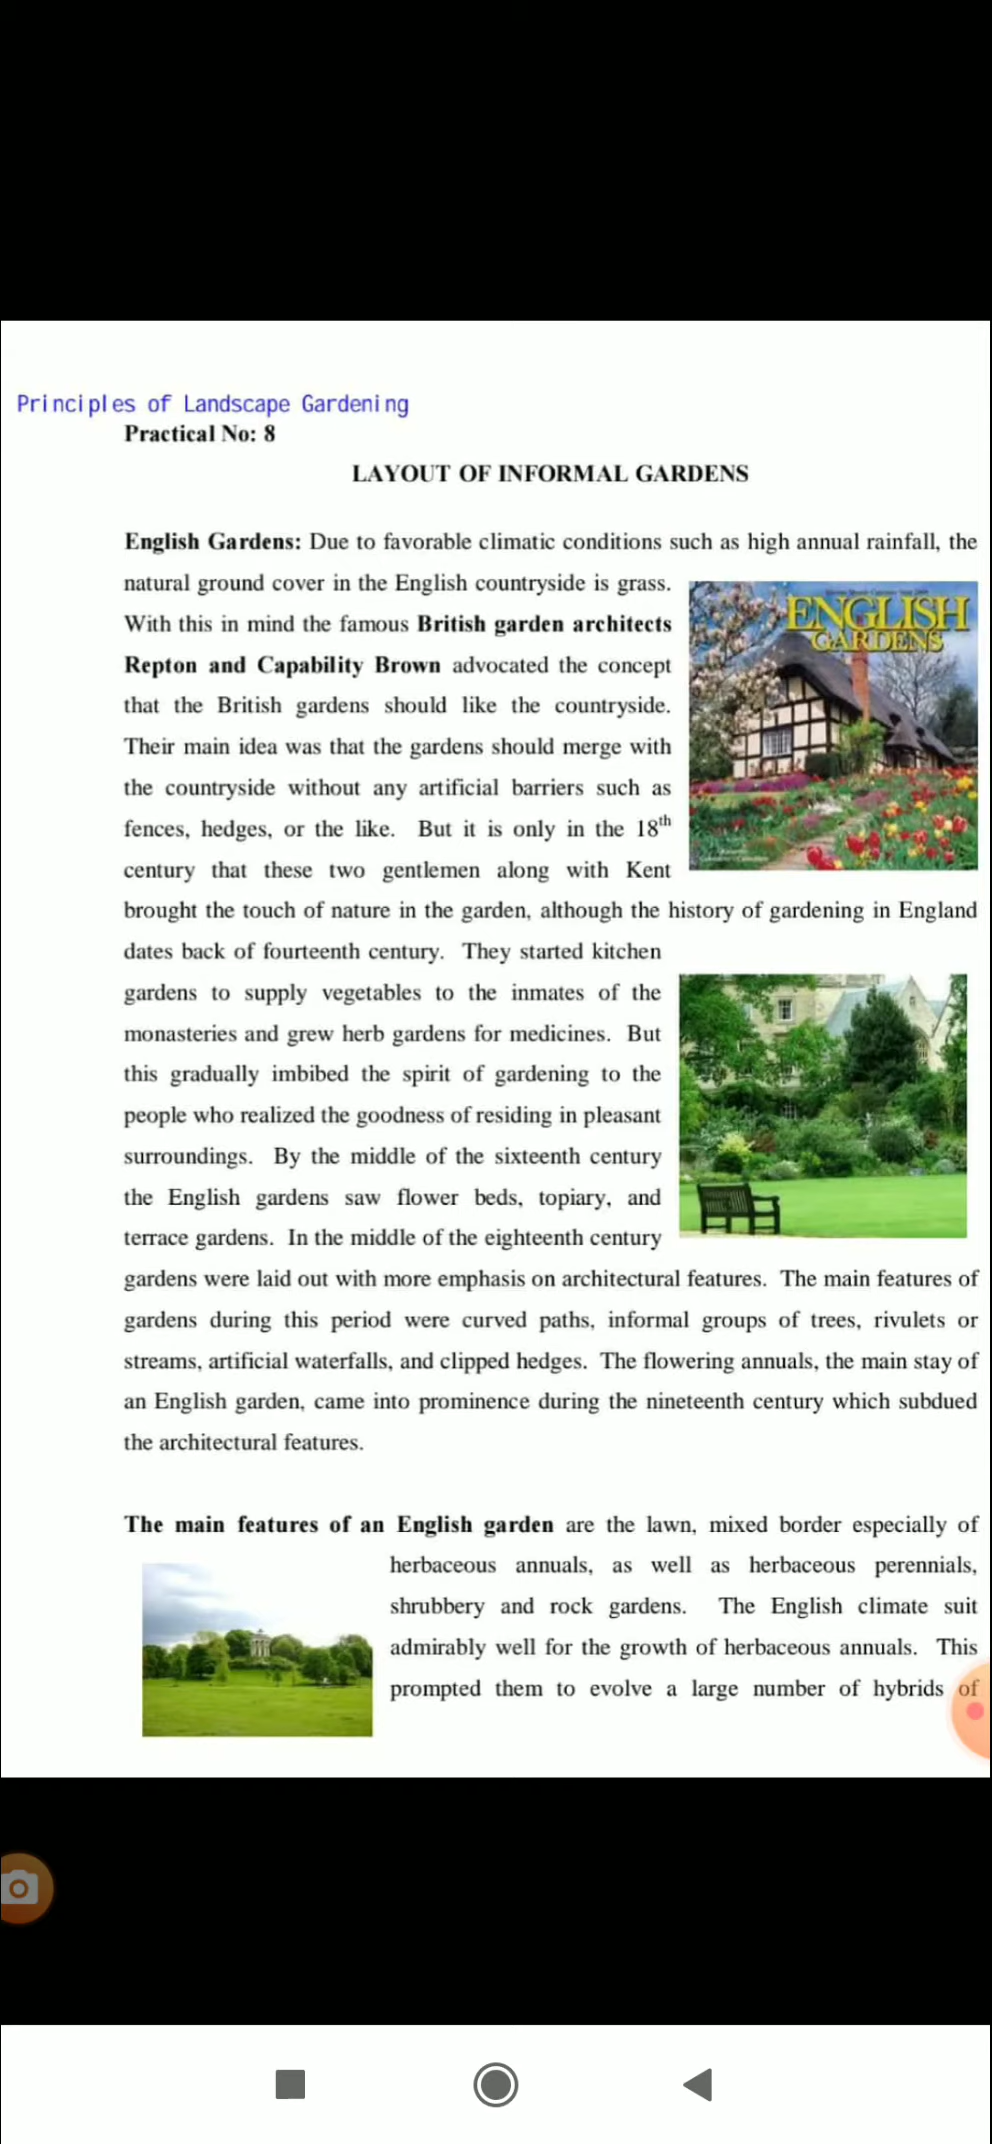 Principles of Landscape Gardening
Practical No: 8
LAYOUT OF INFORMAL GARDENS
English Gardens: Due to favorable climatic conditions such as high annual rainfall, the
natural ground cover in the English countryside is grass.
With this in mind the famous British garden architects
Repton and Capability Brown advocated the concept
that the British gardens should like the countryside.
Their main idea was that the gardens should merge with
the countryside without any artificial barriers such as
fences, hedges, or the like. But it is only in the 18th
century that these two gentlemen along with Kent
ENGLISH
GARDENS
brought the touch of nature in the garden, although the history of gardening in England
dates back of fourteenth century. They started kitchen
gardens to supply vegetables to the inmates of the
monasteries and grew herb gardens for medicines. But
this gradually imbibed the spirit of gardening to the
people who realized the goodness of residing in pleasant
surroundings. By the middle of the sixteenth century
the English gardens saw flower beds, topiary, and
terrace gardens. In the middle of the eighteenth century
gardens were laid out with more emphasis on architectural features. The main features of
gardens during this period were curved paths, informal groups of trees, rivulets or
streams, artificial waterfalls, and clipped hedges. The flowering annuals, the main stay of
an English garden, came into prominence during the nineteenth century which subdued
the architectural features.
The main features of an English garden are the lawn, mixed border especially of
herbaceous annuals, as well as herbaceous perennials,
shrubbery and rock gardens. The English climate suit
admirably well for the growth of herbaceous annuals. This
prompted them to evolve a large number of hybrids of